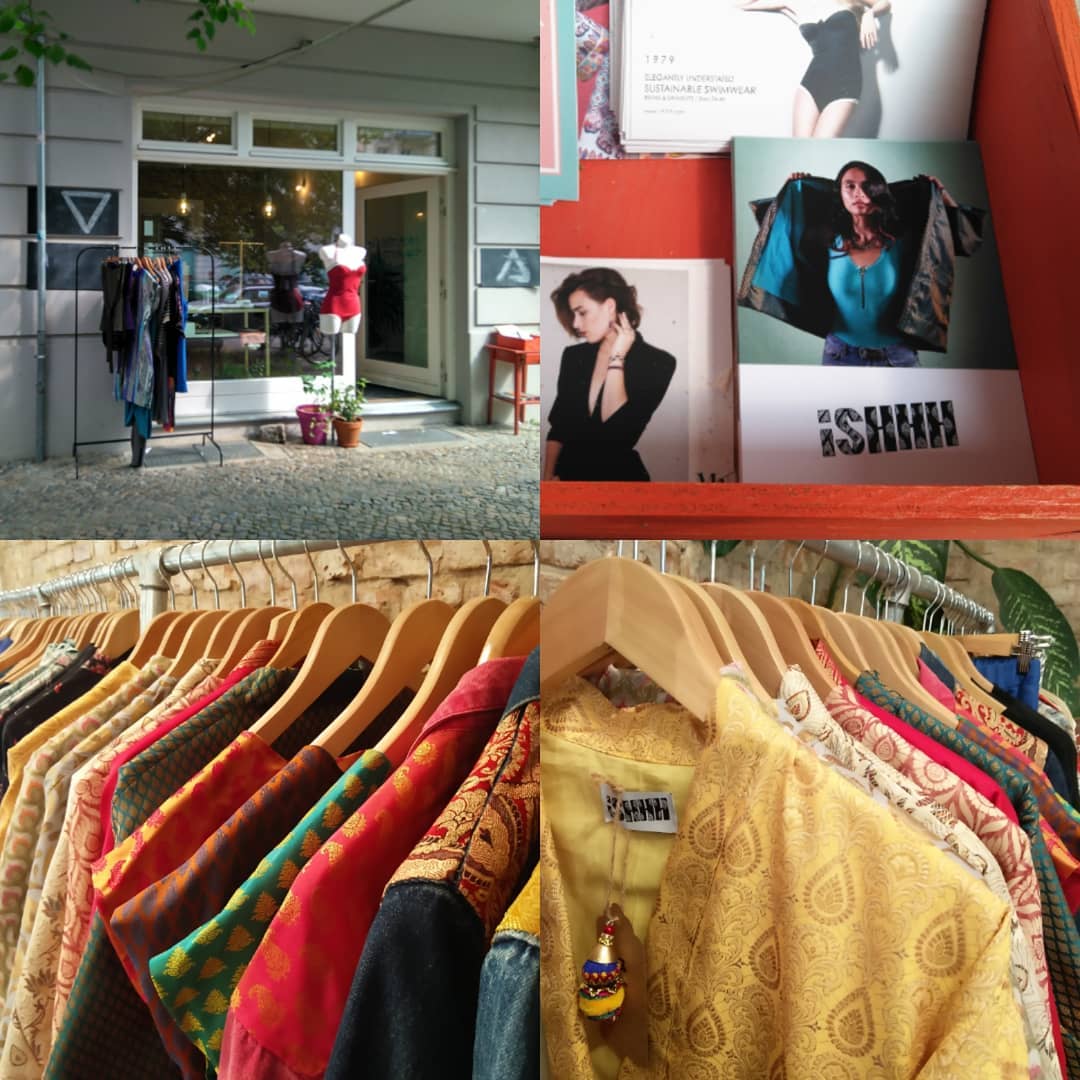 1979
ELEGANTLY UNDERSTATED
SUSTAINABLE SWIMWEAR
iSHHH
iSHHH